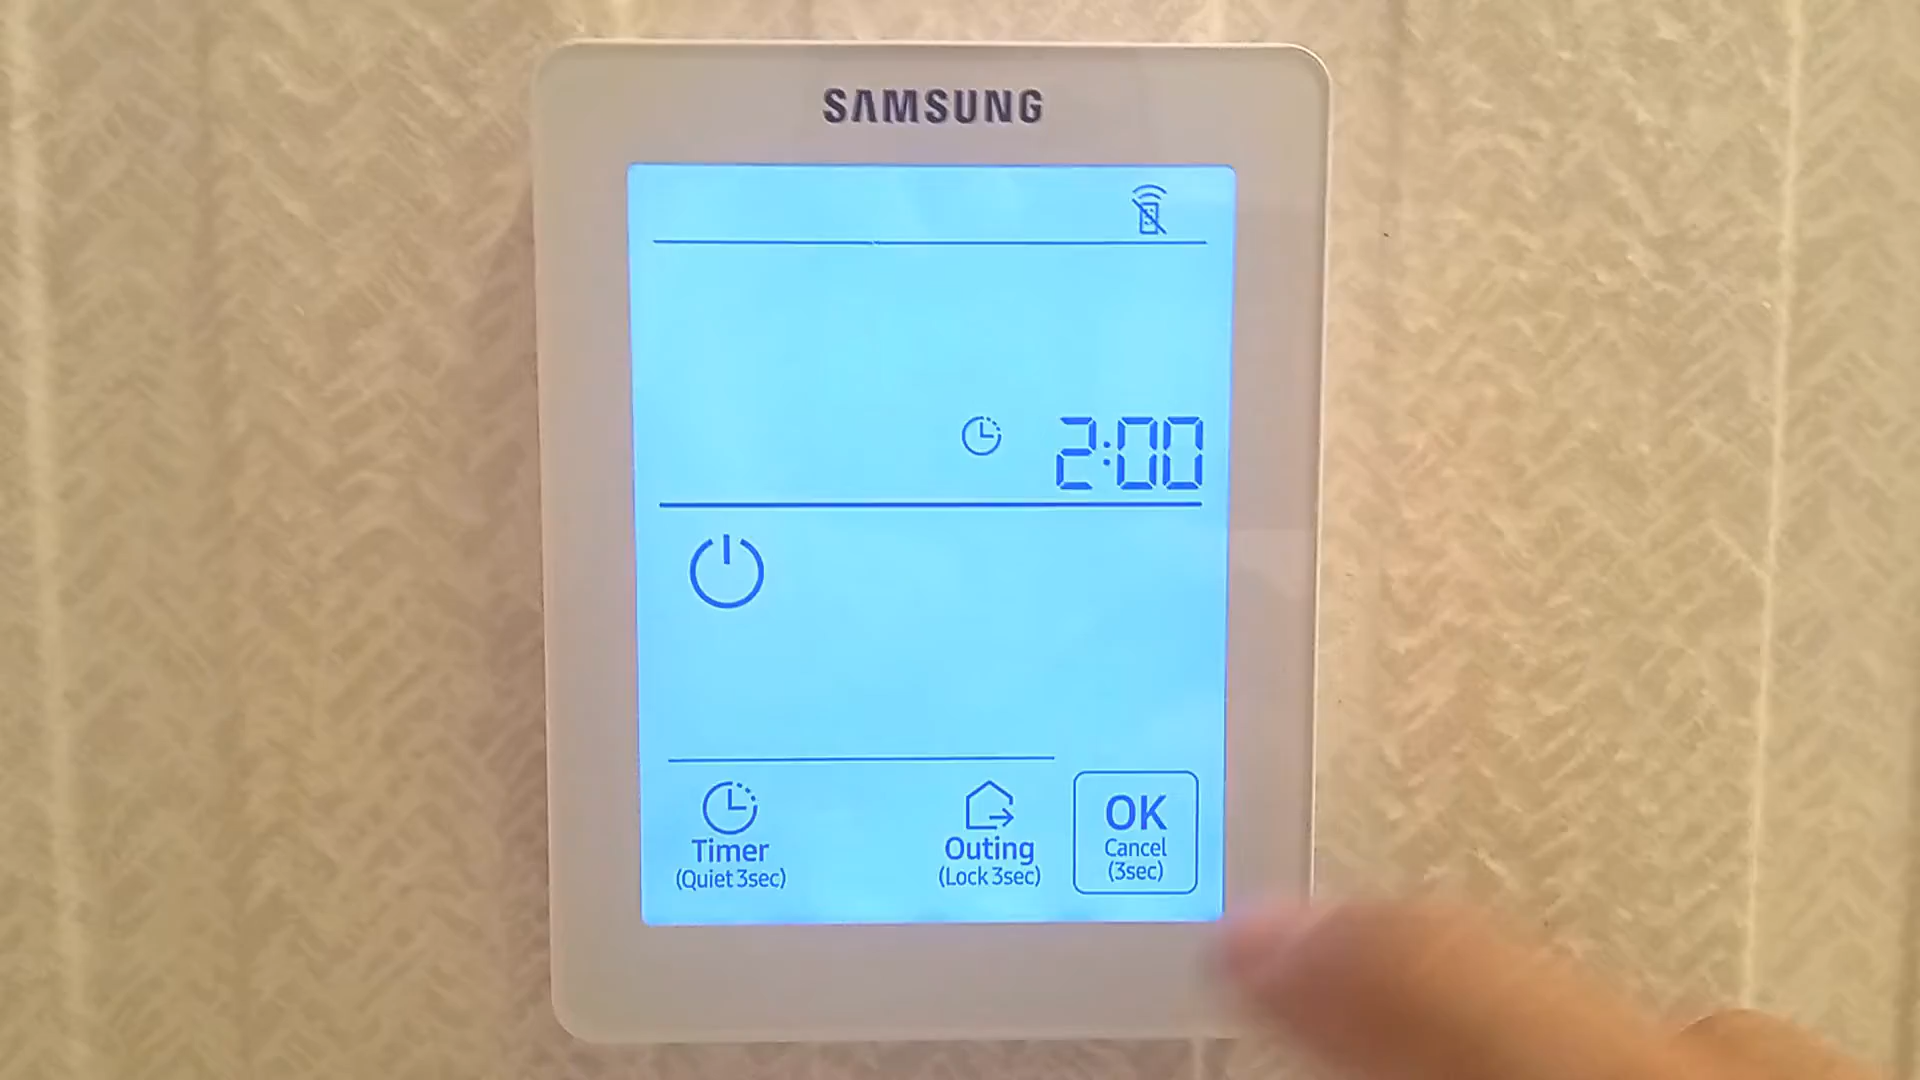 SAMSUNG
2:00
Timer
(Quiet 3sec)
Outing
(Lock 3sec)
OK
Cancel
(3sec)